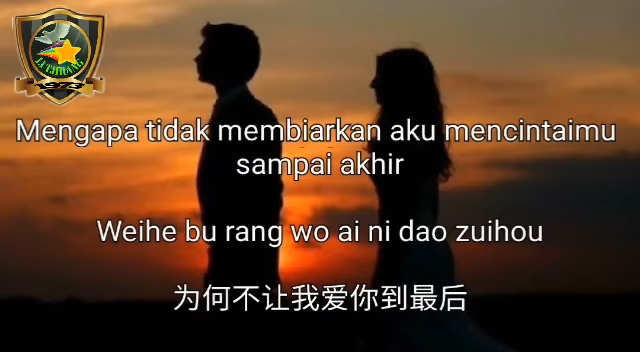 Mengapa tidak membiarkan aku mencintaimu
sampai akhir
Weihe bu rang wo ai ni dao zuihou
为何不让我爱你到最后